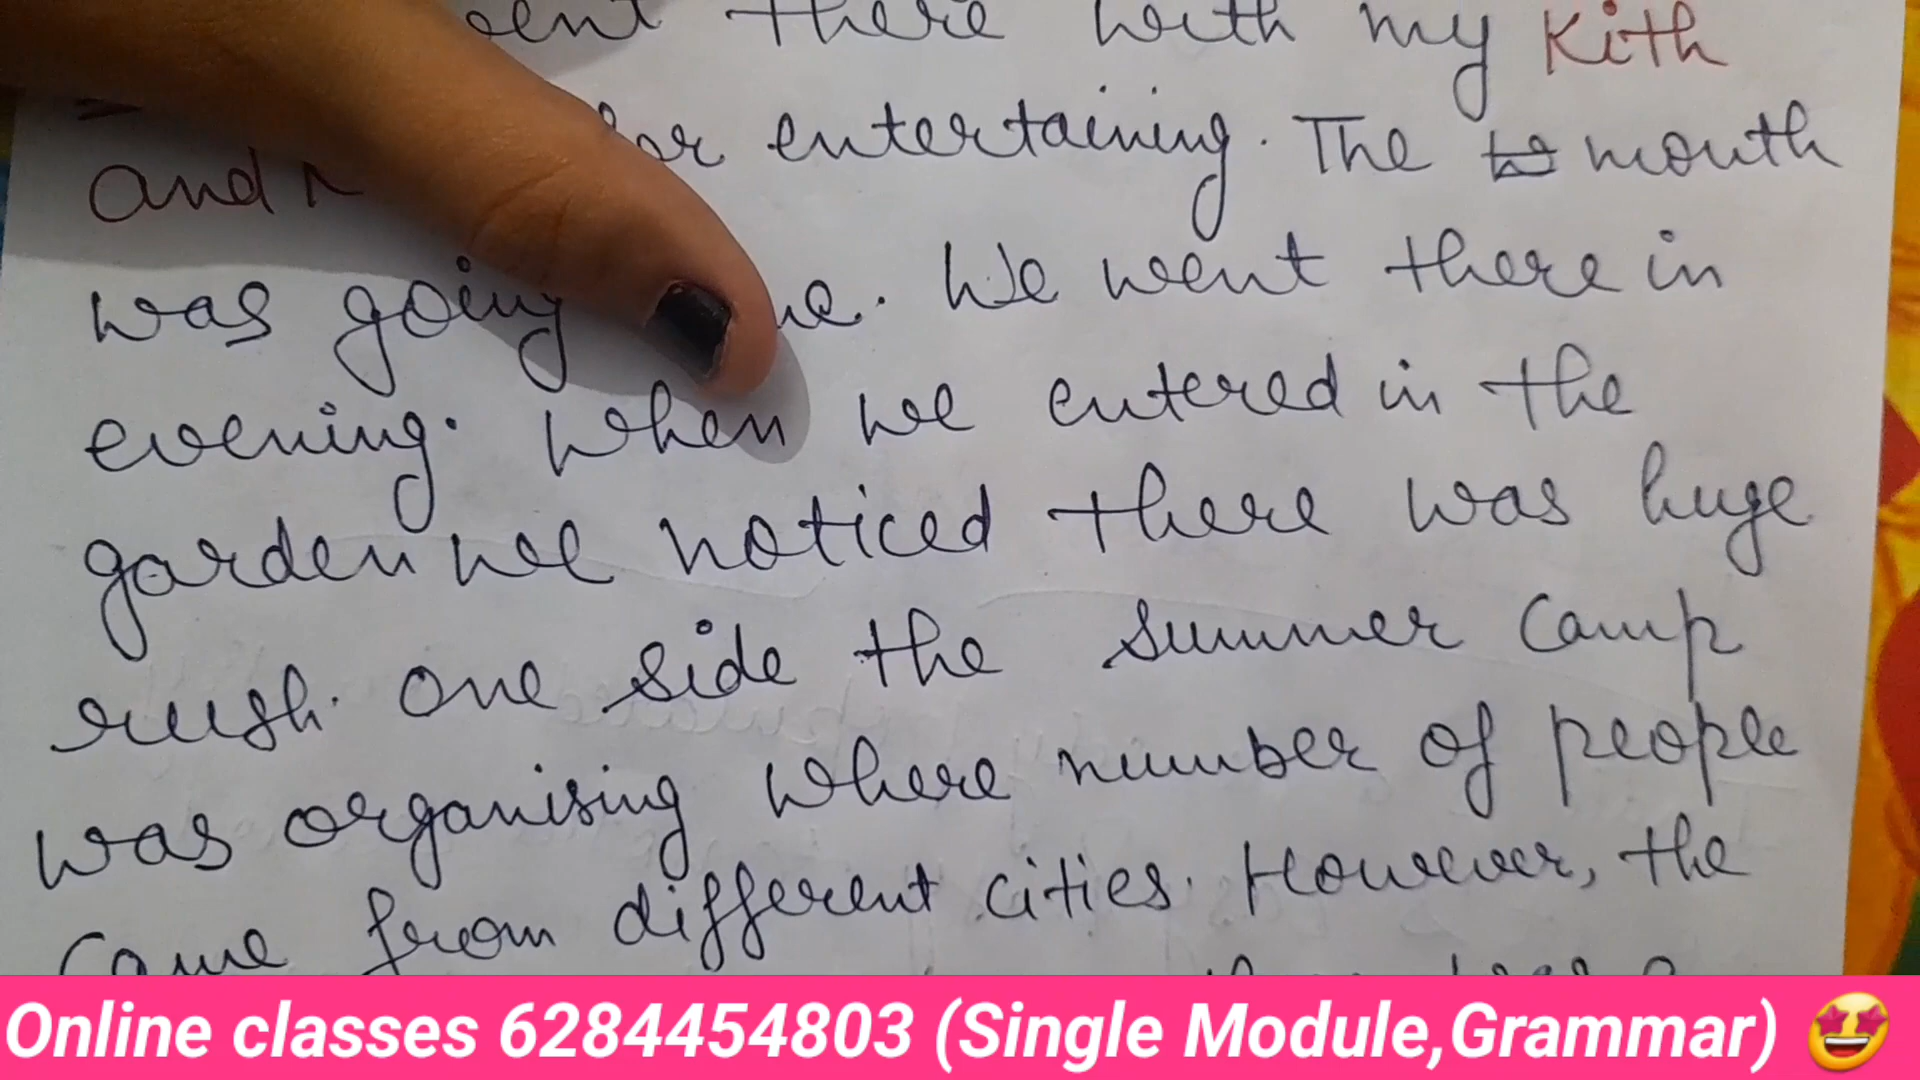 there with my Kith
and entertaining. The mouth
was going We went there in
evening. When we entered in the
garden we noticed there was huge
rush. One side the summer camp
was organising where number of people
came from different cities. However, the
Online classes 6284454803 (Single Module,Grammar) 🤩